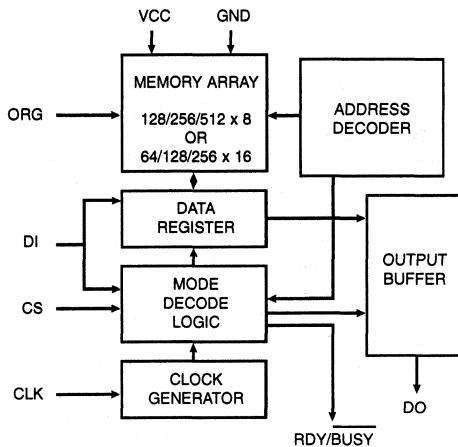 VCC GND
MEMORY ARRAY
128/256/512 x 8
OR
64/128/256 x 16
ADDRESS
DECODER
ORG
DATA
REGISTER
DI
OUTPUT
BUFFER
MODE
DECODE
LOGIC
CS
CLOCK
GENERATOR
CLK
DO
RDY/BUSY